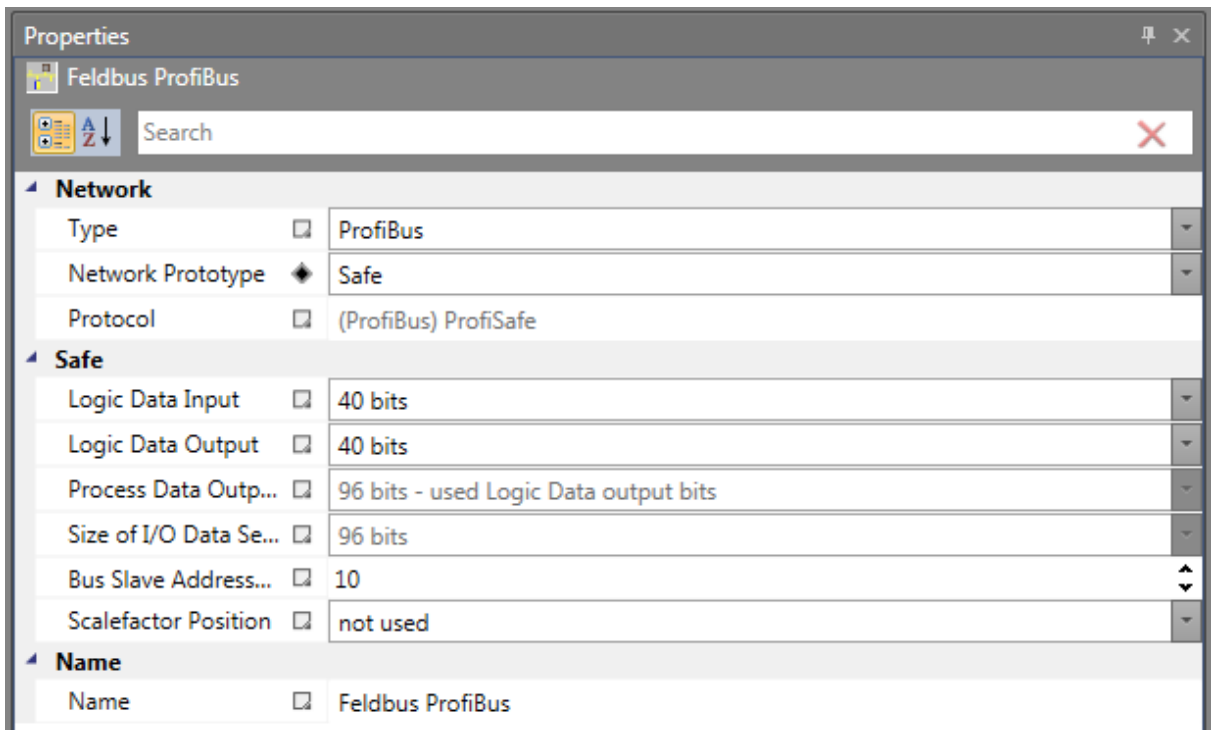 Properties
Feldbus ProfiBus
Search
Network
Type ProfiBus
Network Prototype Safe
Protocol (ProfiBus) ProfiSafe
Safe
Logic Data Input 40 bits
Logic Data Output 40 bits
Process Data Outp... 96 bits - used Logic Data output bits
Size of I/O Data Se... 96 bits
Bus Slave Address... 10
Scalefactor Position not used
Name
Name Feldbus ProfiBus